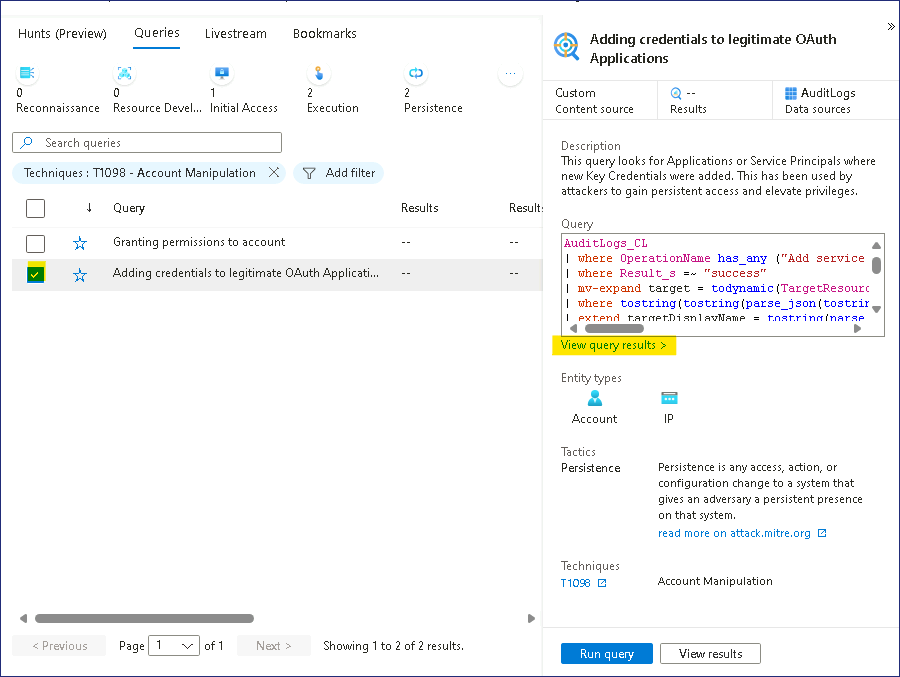 Hunts (Preview) Queries Livestream Bookmarks
0 0 1 2 2 ...
Reconnaissance Resource Devel... Initial Access Execution Persistence
Search queries
Techniques : T1098 - Account Manipulation Add filter
Query Results Results
Granting permissions to account -- --
Adding credentials to legitimate OAuth Applicati... -- --
< Previous Page 1 of 1 Next > Showing 1 to 2 of 2 results.
»
Adding credentials to legitimate OAuth
Applications
Custom -- AuditLogs
Content source Results Data sources
Description
This query looks for Applications or Service Principals where
new Key Credentials were added. This has been used by
attackers to gain persistent access and elevate privileges.
Query
AuditLogs_CL
| where OperationName has_any ("Add service
| where Result_s =~ "success"
| mv-expand target = todynamic(TargetResourc
| where tostring(tostring(parse_json(tostrin
| extend targetDisplayName = tostring(parse
View query results >
Entity types
Account IP
Tactics
Persistence Persistence is any access, action, or
configuration change to a system that
gives an adversary a persistent presence
on that system.
read more on attack.mitre.org
Techniques
T1098 Account Manipulation
Run query View results